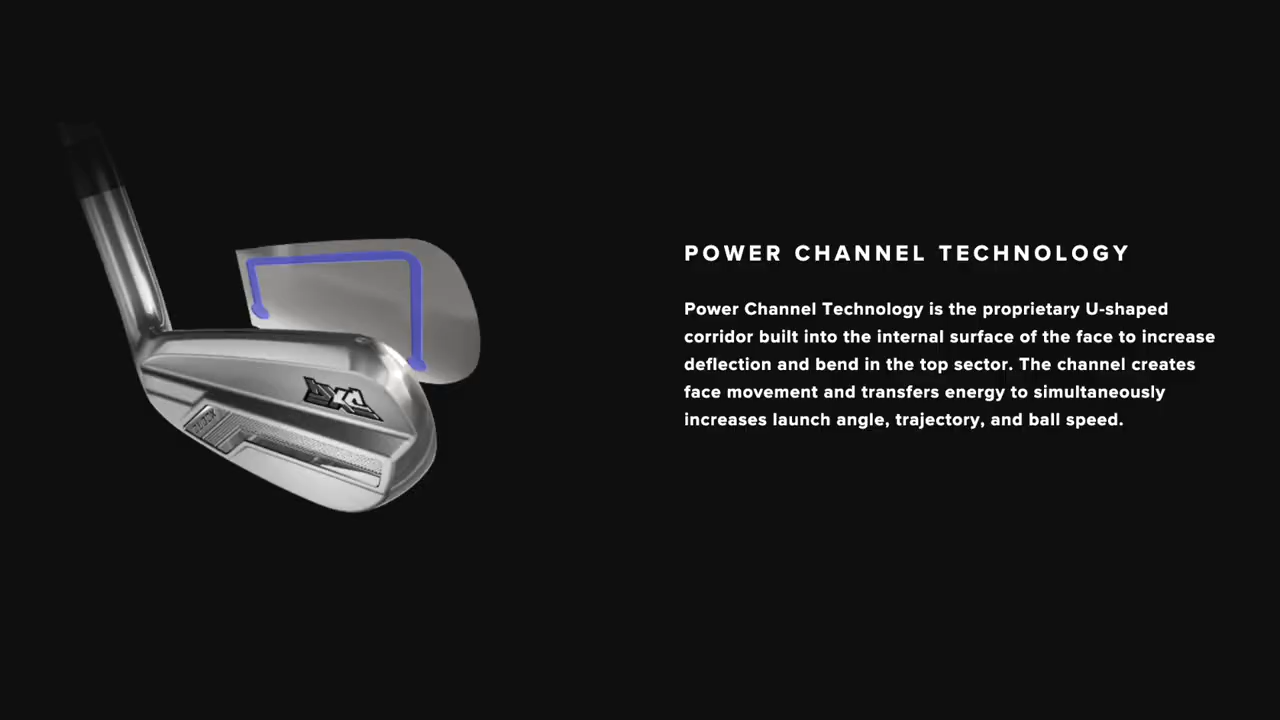 POWER CHANNEL TECHNOLOGY
Power Channel Technology is the proprietary U-shaped
corridor built into the internal surface of the face to increase
deflection and bend in the top sector. The channel creates
face movement and transfers energy to simultaneously
increases launch angle, trajectory, and ball speed.
PXG